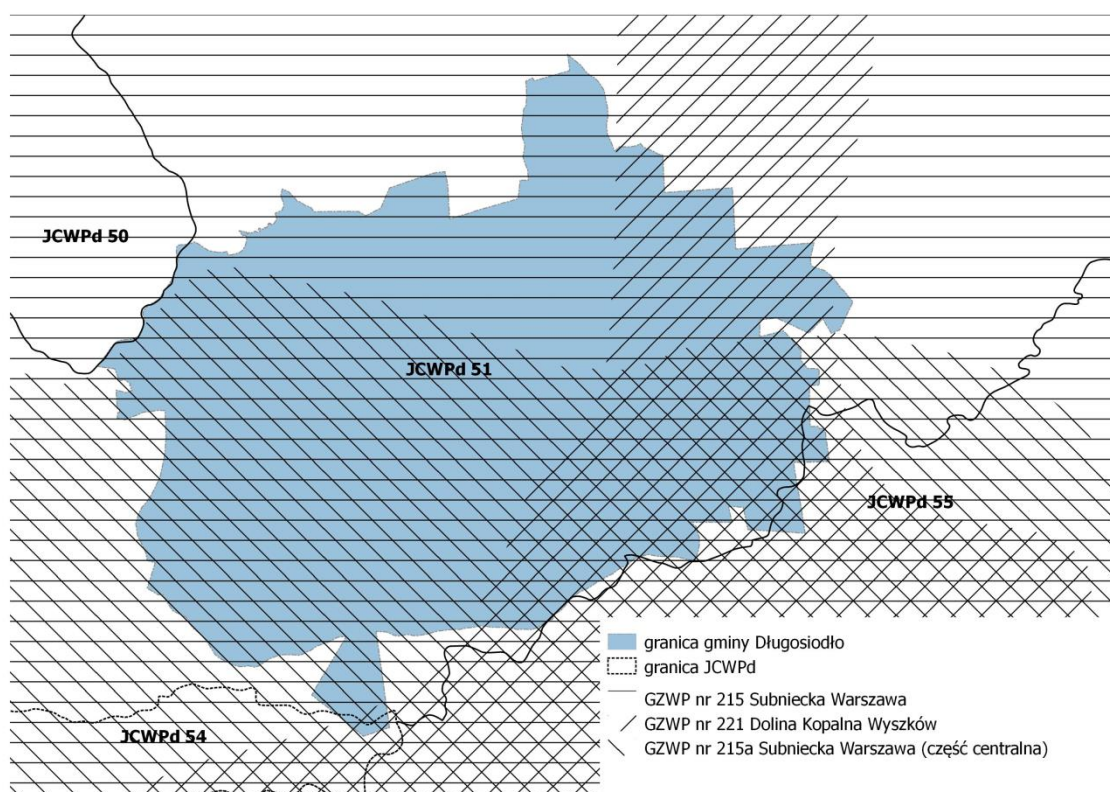 JCWPd 50
JCWPd 51
JCWPd 55
JCWPd 54
granica gminy Długosiodło
granica JCWPd
GZWP nr 215 Subniecka Warszawa
GZWP nr 221 Dolina Kopalna Wyszków
GZWP nr 215a Subniecka Warszawa (część centralna)